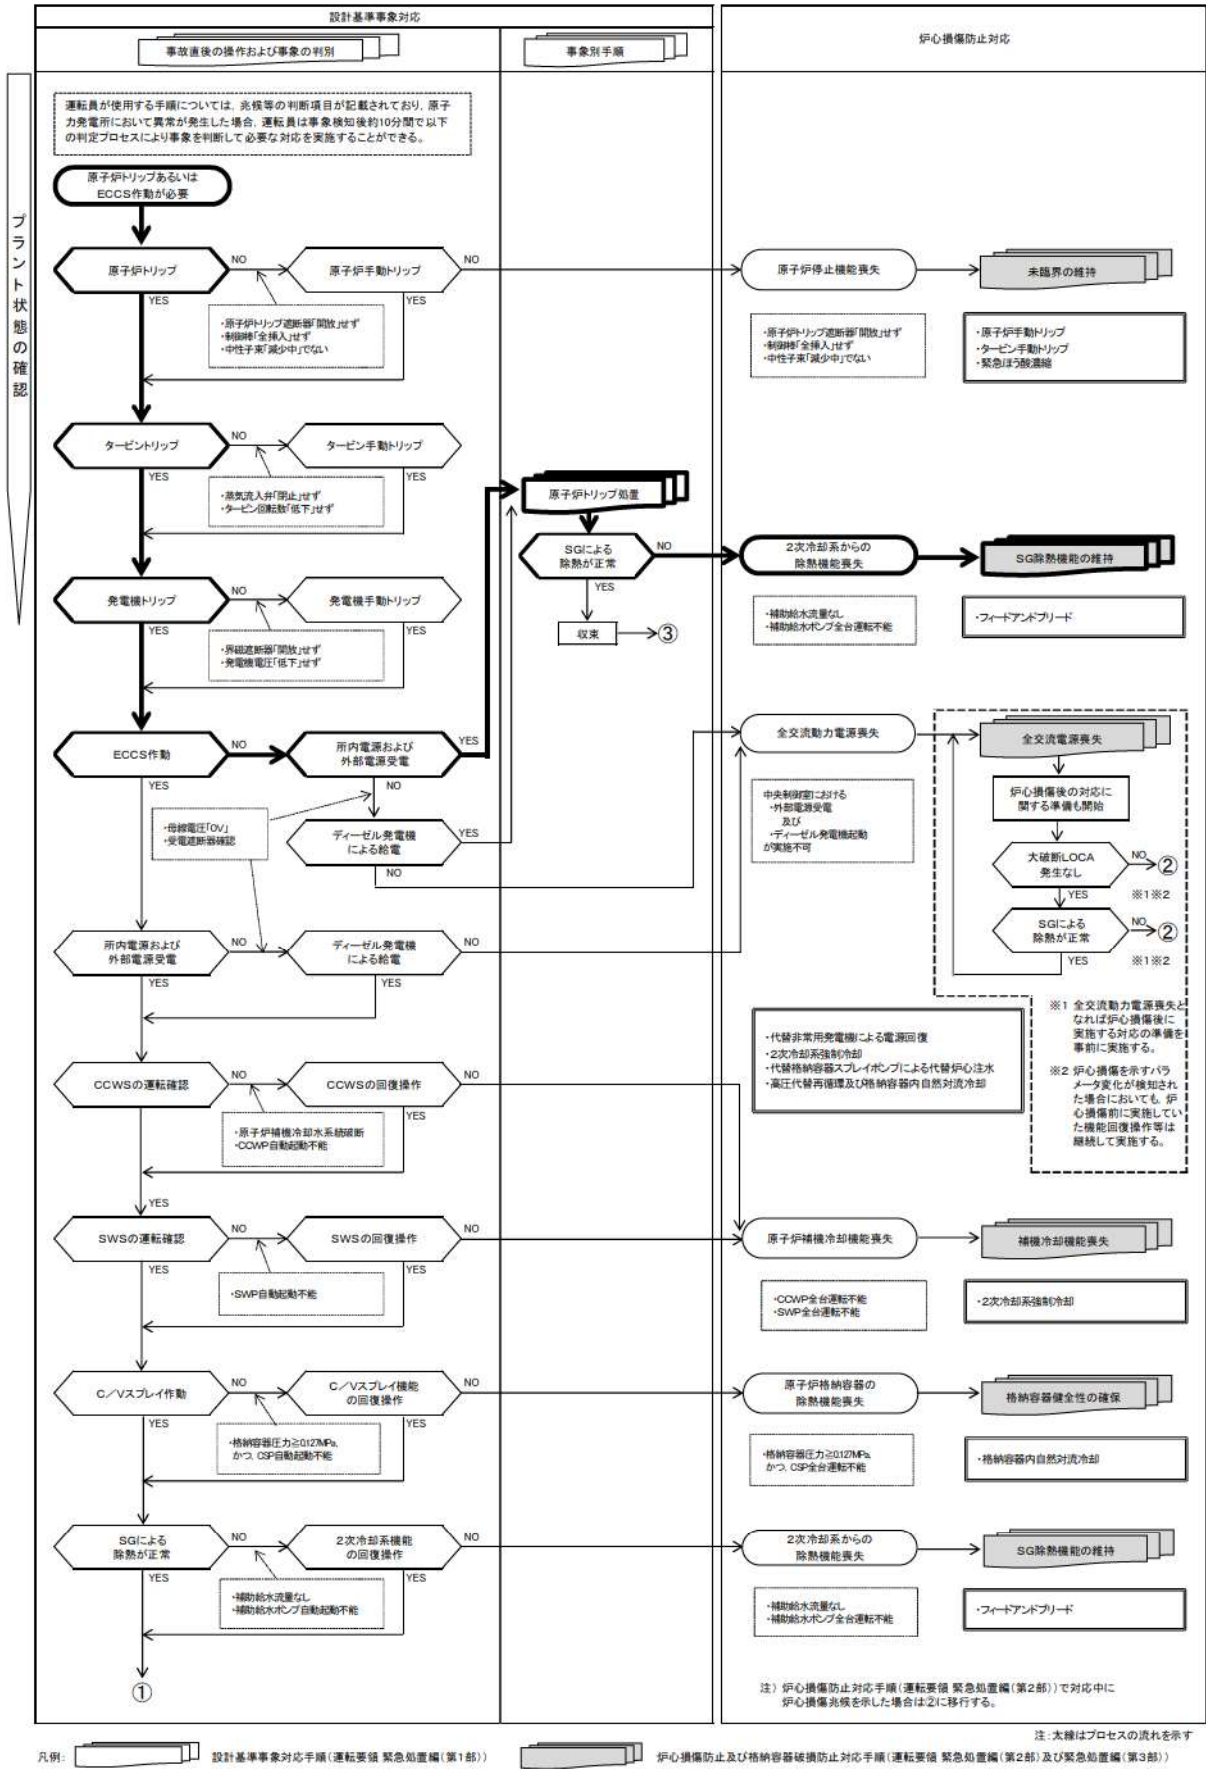 設計基準事象対応
炉心損傷防止対応
事故直後の操作および事象の判別
事象別手順
プラント状態の確認
運転員が使用する手順については，兆候等の判断項目が記載されており，原子
力発電所において異常が発生した場合，運転員は事象検知後約10分間で以下
の判定プロセスにより事象を判断して必要な対応を実施することができる。
原子炉トリップあるいは
ECCS作動が必要
原子炉トリップ
NO
原子炉手動トリップ
NO
原子炉停止機能喪失
未臨界の維持
YES
YES
・原子炉トリップ遮断器「開放」せず
・制御棒「全挿入」せず
・中性子束「減少中」でない
・原子炉トリップ遮断器「開放」せず
・制御棒「全挿入」せず
・中性子束「減少中」でない
・原子炉手動トリップ
・タービン手動トリップ
・緊急ほう酸濃縮
タービントリップ
NO
タービン手動トリップ
YES
YES
・蒸気流入弁「閉止」せず
・タービン回転数「低下」せず
原子炉トリップ処置
SGによる
除熱が正常
NO
2次冷却系からの
除熱機能喪失
SG除熱機能の維持
YES
・補助給水流量なし
・補助給水ポンプ全台運転不能
・フィードアンドブリード
収束
③
発電機トリップ
NO
発電機手動トリップ
YES
YES
・界磁遮断器「開放」せず
・発電機電圧「低下」せず
ECCS作動
NO
所内電源および
外部電源受電
YES
全交流動力電源喪失
全交流電源喪失
YES
NO
・母線電圧「0V」
・受電遮断器確認
ディーゼル発電機
による給電
YES
NO
中央制御室における
・外部電源受電
及び
・ディーゼル発電機起動
が実施不可
炉心損傷後の対応に
関する準備も開始
大破断LOCA
発生なし
NO
②
YES
※1※2
SGによる
除熱が正常
NO
②
YES
※1※2
所内電源および
外部電源受電
NO
ディーゼル発電機
による給電
NO
YES
YES
※1 全交流動力電源喪失と
なれば炉心損傷後に
実施する対応の準備を
事前に実施する。
※2 炉心損傷を示すパラ
メータ変化が検知され
た場合においても，炉
心損傷前に実施してい
た機能回復操作等は
継続して実施する。
・代替非常用発電機による電源回復
・2次冷却系強制冷却
・代替格納容器スプレイポンプによる代替炉心注水
・高圧代替再循環及び格納容器内自然対流冷却
CCWSの運転確認
NO
CCWSの回復操作
NO
YES
・原子炉補機冷却水系統破断
・CCWP自動起動不能
YES
SWSの運転確認
NO
SWSの回復操作
NO
原子炉補機冷却機能喪失
補機冷却機能喪失
YES
YES
・SWP自動起動不能
・CCWP全台運転不能
・SWP全台運転不能
・2次冷却系強制冷却
C／Vスプレイ作動
NO
C／Vスプレイ機能
の回復操作
NO
原子炉格納容器の
除熱機能喪失
格納容器健全性の確保
YES
YES
・格納容器圧力≧0.127MPa，
かつ，CSP自動起動不能
・格納容器圧力≧0.127MPa，
かつ，CSP全台運転不能
・格納容器内自然対流冷却
SGによる
除熱が正常
NO
2次冷却系機能
の回復操作
NO
2次冷却系からの
除熱機能喪失
SG除熱機能の維持
YES
YES
・補助給水流量なし
・補助給水ポンプ自動起動不能
・補助給水流量なし
・補助給水ポンプ全台運転不能
・フィードアンドブリード
①
注） 炉心損傷防止対応手順（運転要領 緊急処置編（第2部））で対応中に
炉心損傷兆候を示した場合は②に移行する。
注：太線はプロセスの流れを示す
凡例：
設計基準事象対応手順（運転要領 緊急処置編（第1部））
炉心損傷防止及び格納容器破損防止対応手順（運転要領 緊急処置編（第2部）及び緊急処置編（第3部））